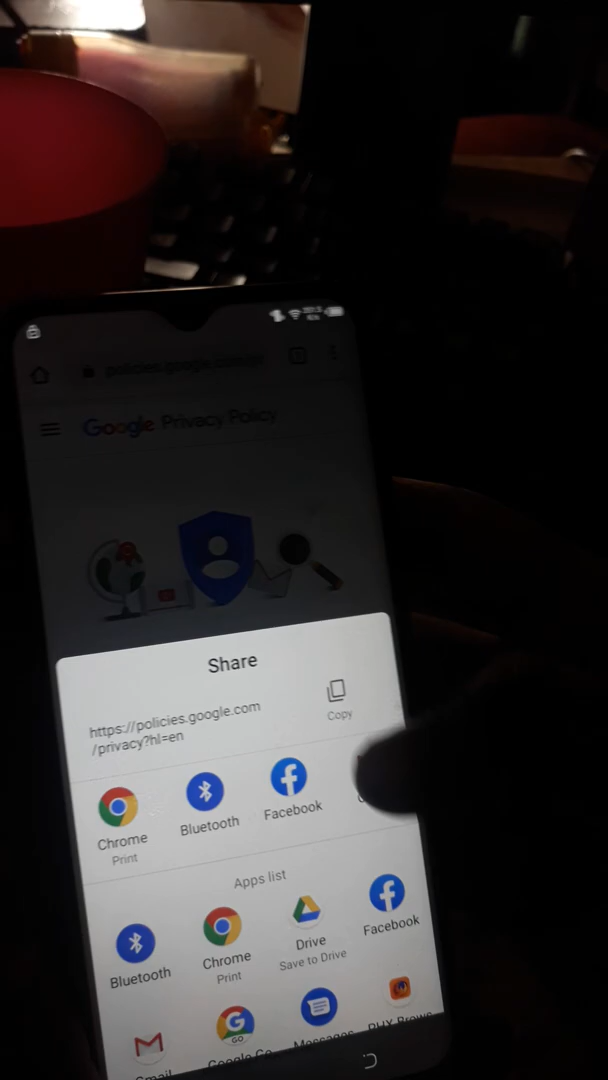 policies.google.com
Google Privacy Policy
Share
https://policies.google.com
/privacy?hl=en
Copy
Chrome
Print
Bluetooth
Facebook
Apps list
Bluetooth
Chrome
Print
Drive
Save to Drive
Facebook
Gmail
Google Go
GO
Messages